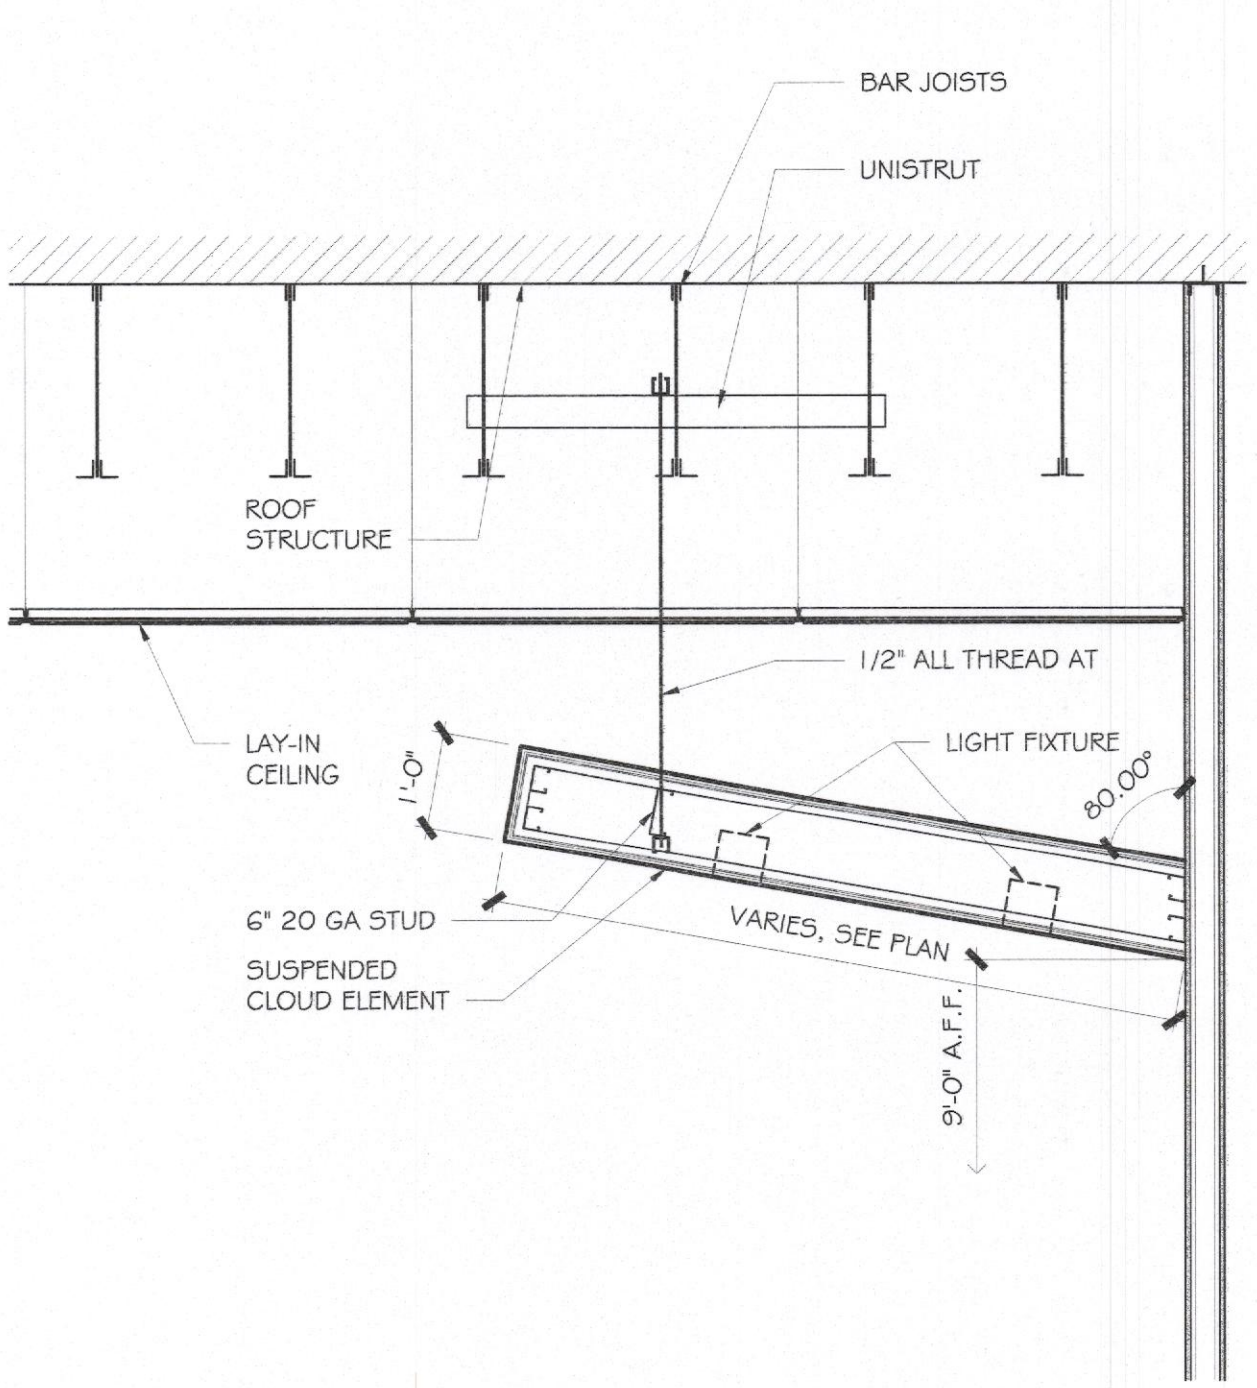 BAR JOISTS
UNISTRUT
ROOF
STRUCTURE
1/2" ALL THREAD AT
LAY-IN
CEILING
1'-0"
LIGHT FIXTURE
80.00°
6" 20 GA STUD
VARIES, SEE PLAN
SUSPENDED
CLOUD ELEMENT
9'-0" A.F.F.